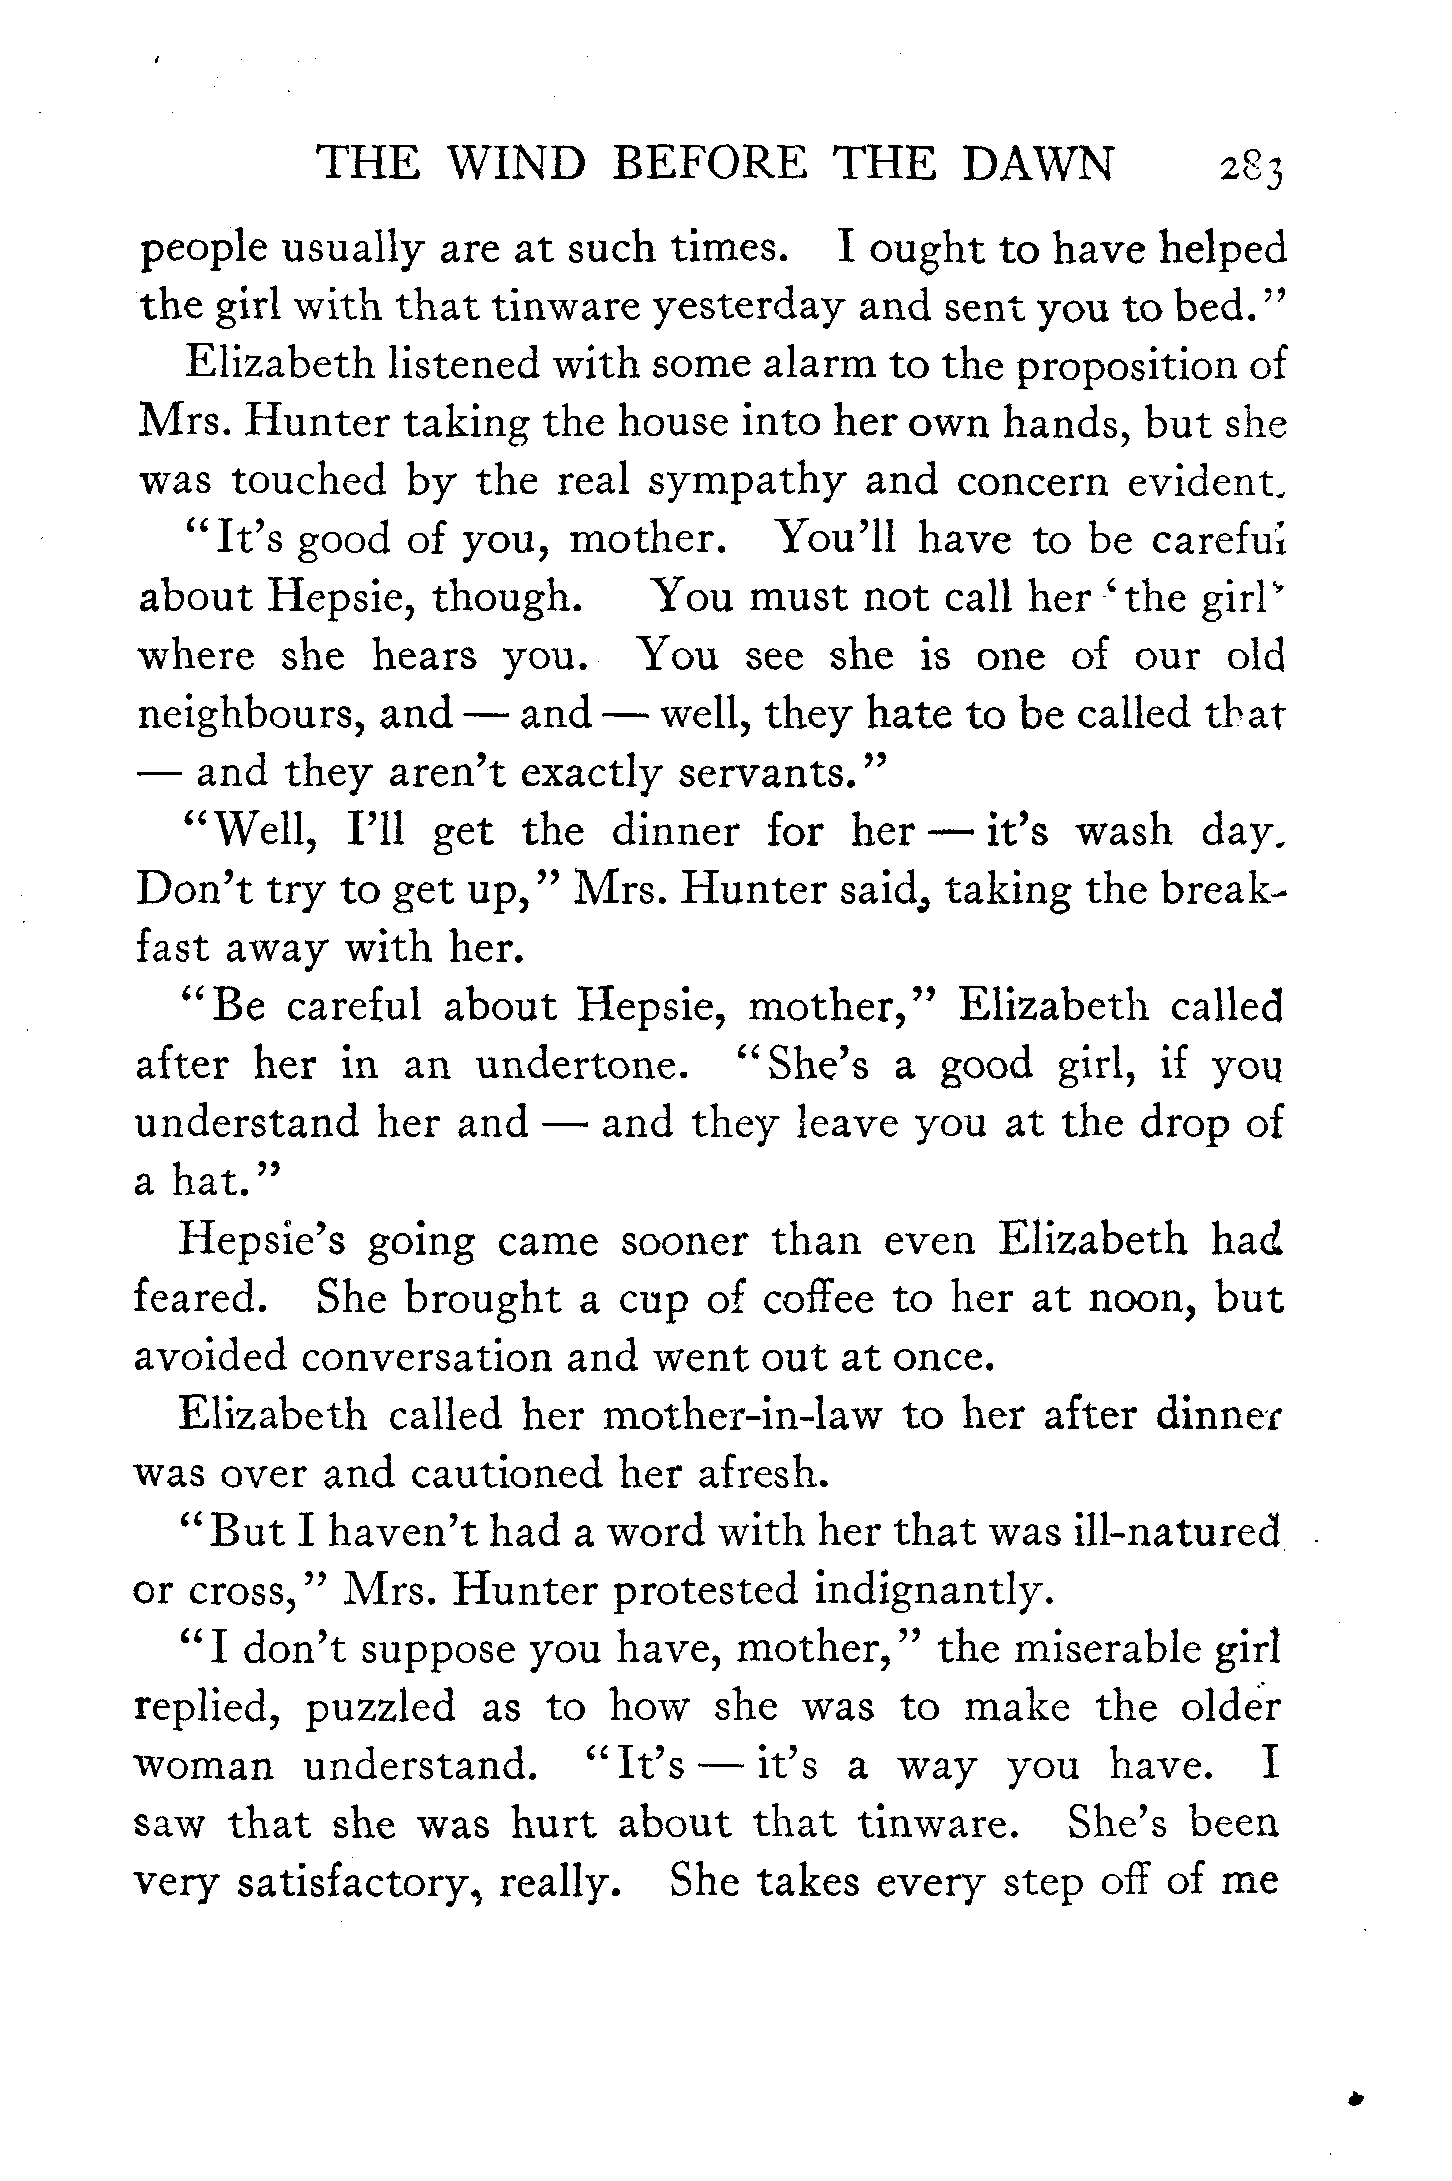 THE WIND BEFORE THE DAWN 283
people usually are at such times. I ought to have helped
the girl with that tinware yesterday and sent you to bed.”
Elizabeth listened with some alarm to the proposition of
Mrs. Hunter taking the house into her own hands, but she
was touched by the real sympathy and concern evident.
“It’s good of you, mother. You’ll have to be careful
about Hepsie, though. You must not call her ‘the girl’
where she hears you. You see she is one of our old
neighbours, and — and — well, they hate to be called that
— and they aren’t exactly servants.”
“Well, I’ll get the dinner for her — it’s wash day.
Don’t try to get up,” Mrs. Hunter said, taking the break-
fast away with her.
“Be careful about Hepsie, mother,” Elizabeth called
after her in an undertone. “She’s a good girl, if you
understand her and — and they leave you at the drop of
a hat.”
Hepsie’s going came sooner than even Elizabeth had
feared. She brought a cup of coffee to her at noon, but
avoided conversation and went out at once.
Elizabeth called her mother-in-law to her after dinner
was over and cautioned her afresh.
“But I haven’t had a word with her that was ill-natured
or cross,” Mrs. Hunter protested indignantly.
“I don’t suppose you have, mother,” the miserable girl
replied, puzzled as to how she was to make the older
woman understand. “It’s — it’s a way you have. I
saw that she was hurt about that tinware. She’s been
very satisfactory, really. She takes every step off of me